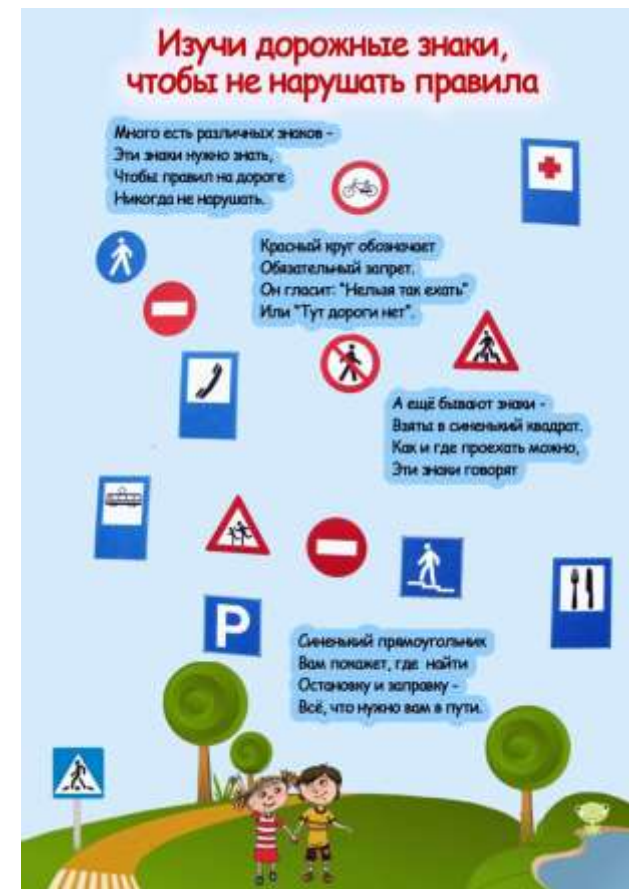 Изучи дорожные знаки,
чтобы не нарушать правила
Много есть различных знаков -
Эти знаки нужно знать,
Чтобы правил на дороге
Никогда не нарушать.
Красный круг обозначает
Обязательный запрет.
Он гласит: "Нельзя так ехать"
Или "Тут дороги нет".
А ещё бывают знаки -
Взяты в синенький квадрат.
Как и где проехать можно,
Эти знаки говорят
P
Синенький прямоугольник
Вам покажет, где найти
Остановку и заправку -
Всё, что нужно вам в пути.